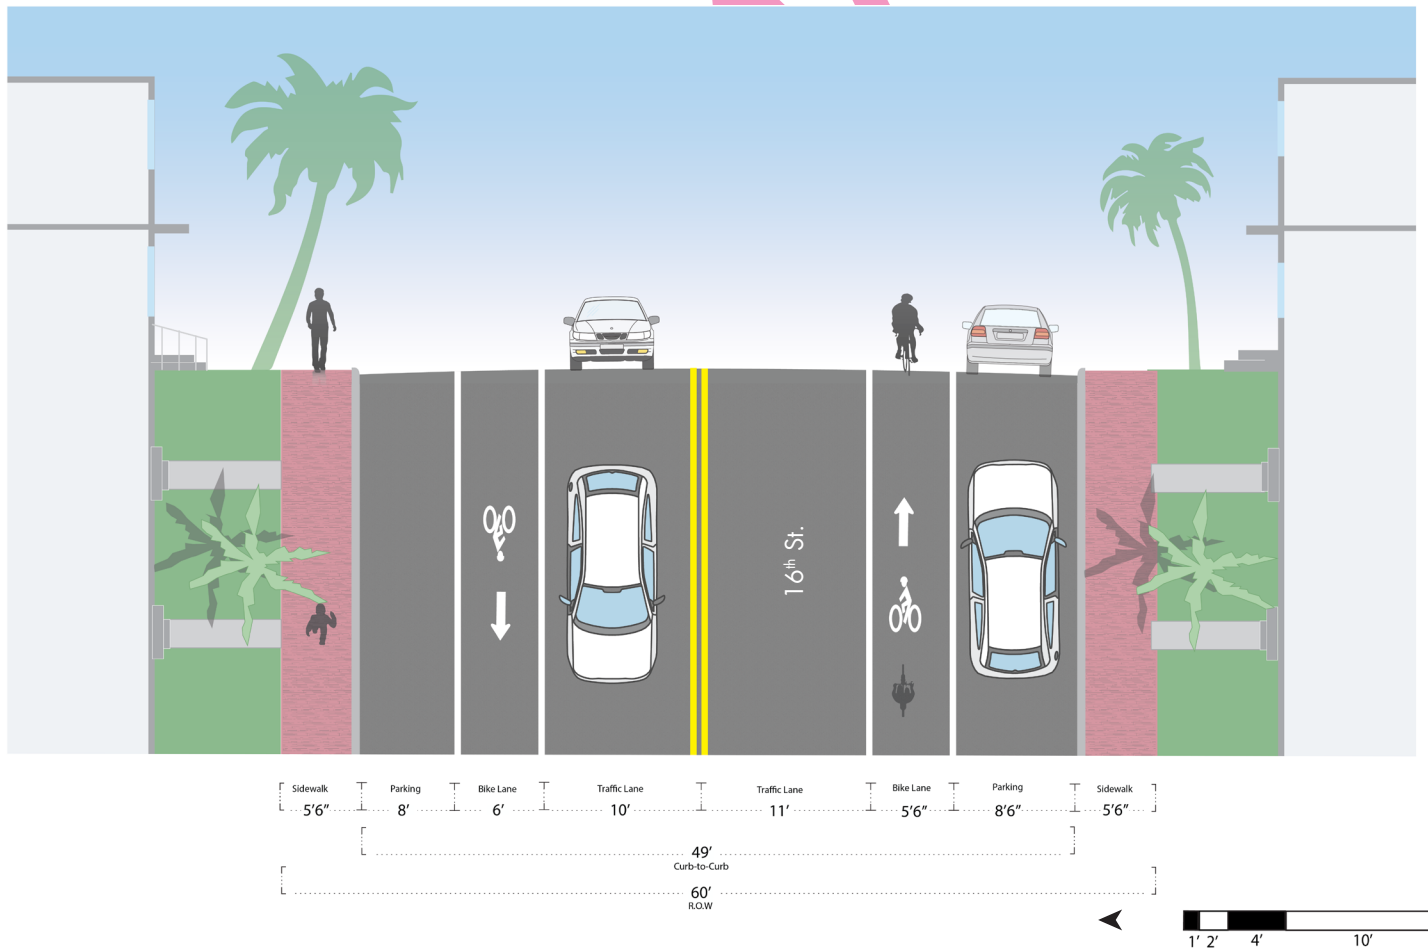 16th St.
Sidewalk Parking Bike Lane Traffic Lane Traffic Lane Bike Lane Parking Sidewalk
5'6” 8' 6' 10' 11' 5'6” 8'6” 5'6”
49'
Curb-to-Curb
60'
R.O.W
1' 2' 4' 10'